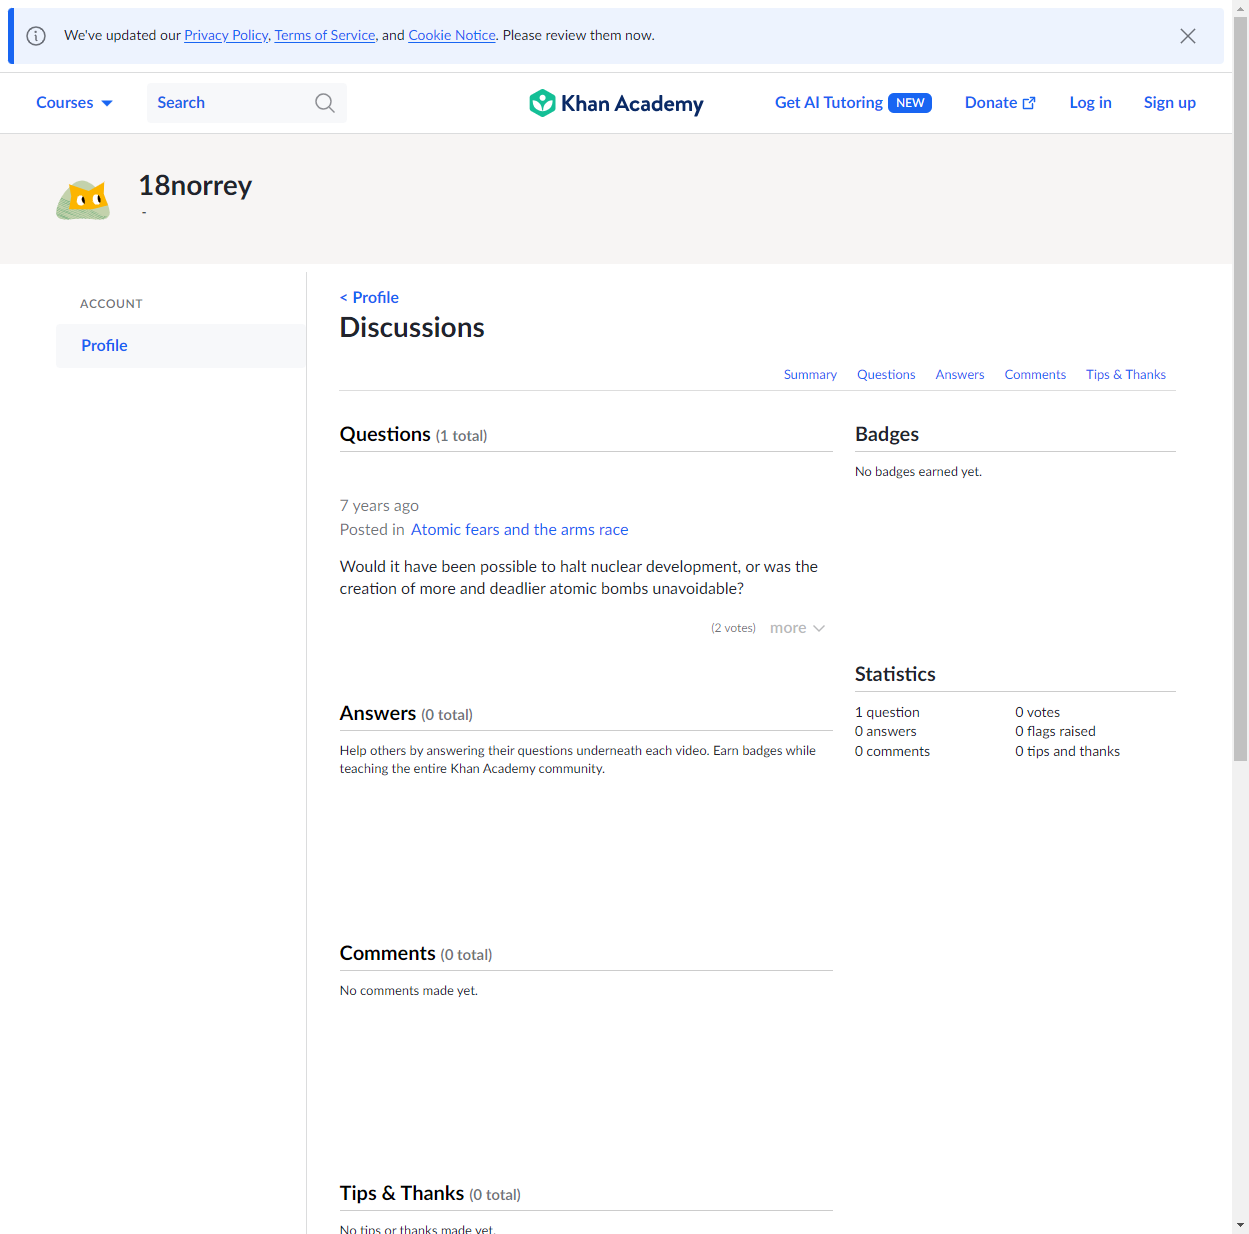 We've updated our Privacy Policy, Terms of Service, and Cookie Notice. Please review them now.
Courses
Search
Khan Academy
Get AI Tutoring NEW
Donate
Log in
Sign up
18norrey
-
ACCOUNT
Profile
< Profile
Discussions
Summary Questions Answers Comments Tips & Thanks
Questions (1 total)
7 years ago
Posted in Atomic fears and the arms race
Would it have been possible to halt nuclear development, or was the
creation of more and deadlier atomic bombs unavoidable?
(2 votes) more
Answers (0 total)
Help others by answering their questions underneath each video. Earn badges while
teaching the entire Khan Academy community.
Comments (0 total)
No comments made yet.
Tips & Thanks (0 total)
No tips or thanks made yet.
Badges
No badges earned yet.
Statistics
1 question 0 votes
0 answers 0 flags raised
0 comments 0 tips and thanks